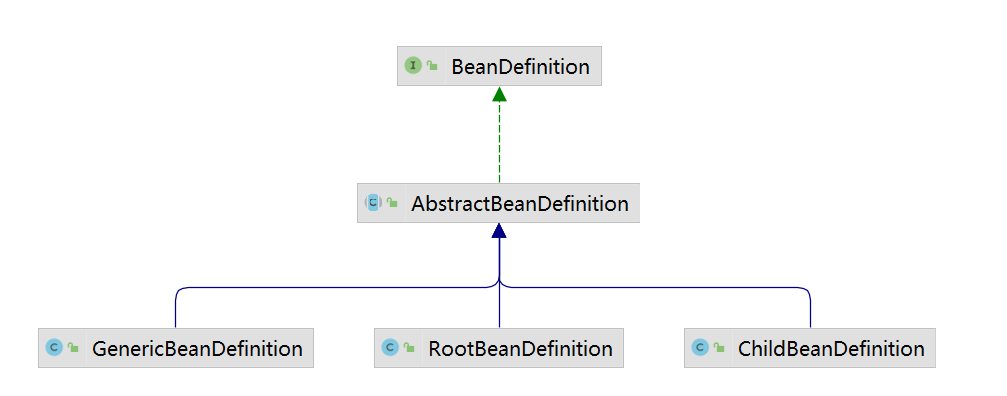 I BeanDefinition
C AbstractBeanDefinition
C GenericBeanDefinition
C RootBeanDefinition
C ChildBeanDefinition